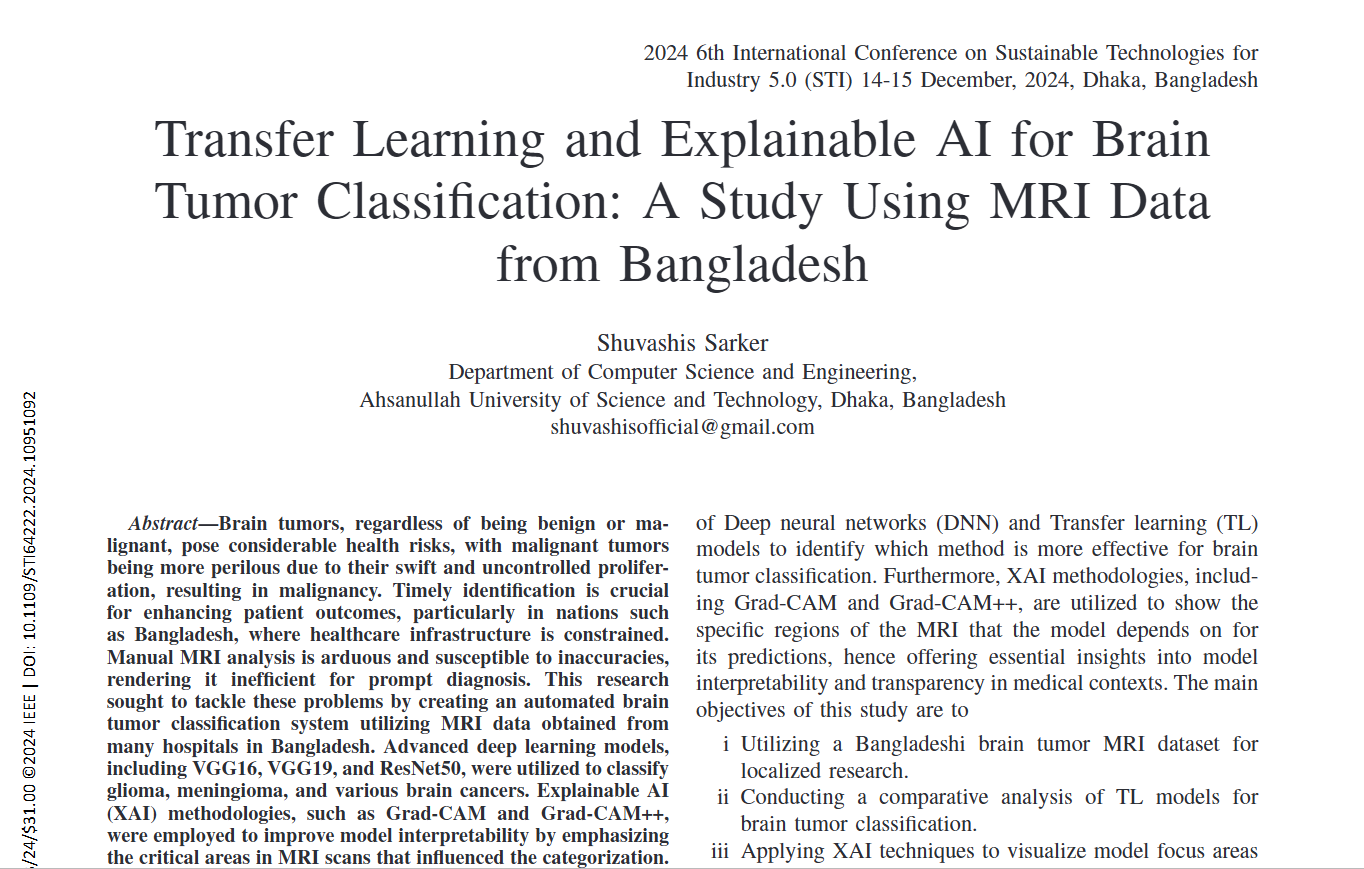 2024 6th International Conference on Sustainable Technologies for
Industry 5.0 (STI) 14-15 December, 2024, Dhaka, Bangladesh
Transfer Learning and Explainable AI for Brain
Tumor Classification: A Study Using MRI Data
from Bangladesh
Shuvashis Sarker
Department of Computer Science and Engineering,
Ahsanullah University of Science and Technology, Dhaka, Bangladesh
shuvashisofficial@gmail.com
Abstract—Brain tumors, regardless of being benign or ma-
lignant, pose considerable health risks, with malignant tumors
being more perilous due to their swift and uncontrolled prolifer-
ation, resulting in malignancy. Timely identification is crucial
for enhancing patient outcomes, particularly in nations such
as Bangladesh, where healthcare infrastructure is constrained.
Manual MRI analysis is arduous and susceptible to inaccuracies,
rendering it inefficient for prompt diagnosis. This research
sought to tackle these problems by creating an automated brain
tumor classification system utilizing MRI data obtained from
many hospitals in Bangladesh. Advanced deep learning models,
including VGG16, VGG19, and ResNet50, were utilized to classify
glioma, meningioma, and various brain cancers. Explainable AI
(XAI) methodologies, such as Grad-CAM and Grad-CAM++,
were employed to improve model interpretability by emphasizing
the critical areas in MRI scans that influenced the categorization.
of Deep neural networks (DNN) and Transfer learning (TL)
models to identify which method is more effective for brain
tumor classification. Furthermore, XAI methodologies, includ-
ing Grad-CAM and Grad-CAM++, are utilized to show the
specific regions of the MRI that the model depends on for
its predictions, hence offering essential insights into model
interpretability and transparency in medical contexts. The main
objectives of this study are to
i Utilizing a Bangladeshi brain tumor MRI dataset for
localized research.
ii Conducting a comparative analysis of TL models for
brain tumor classification.
iii Applying XAI techniques to visualize model focus areas
/24/$31.00 ©2024 IEEE | DOI: 10.1109/STI64222.2024.10951092